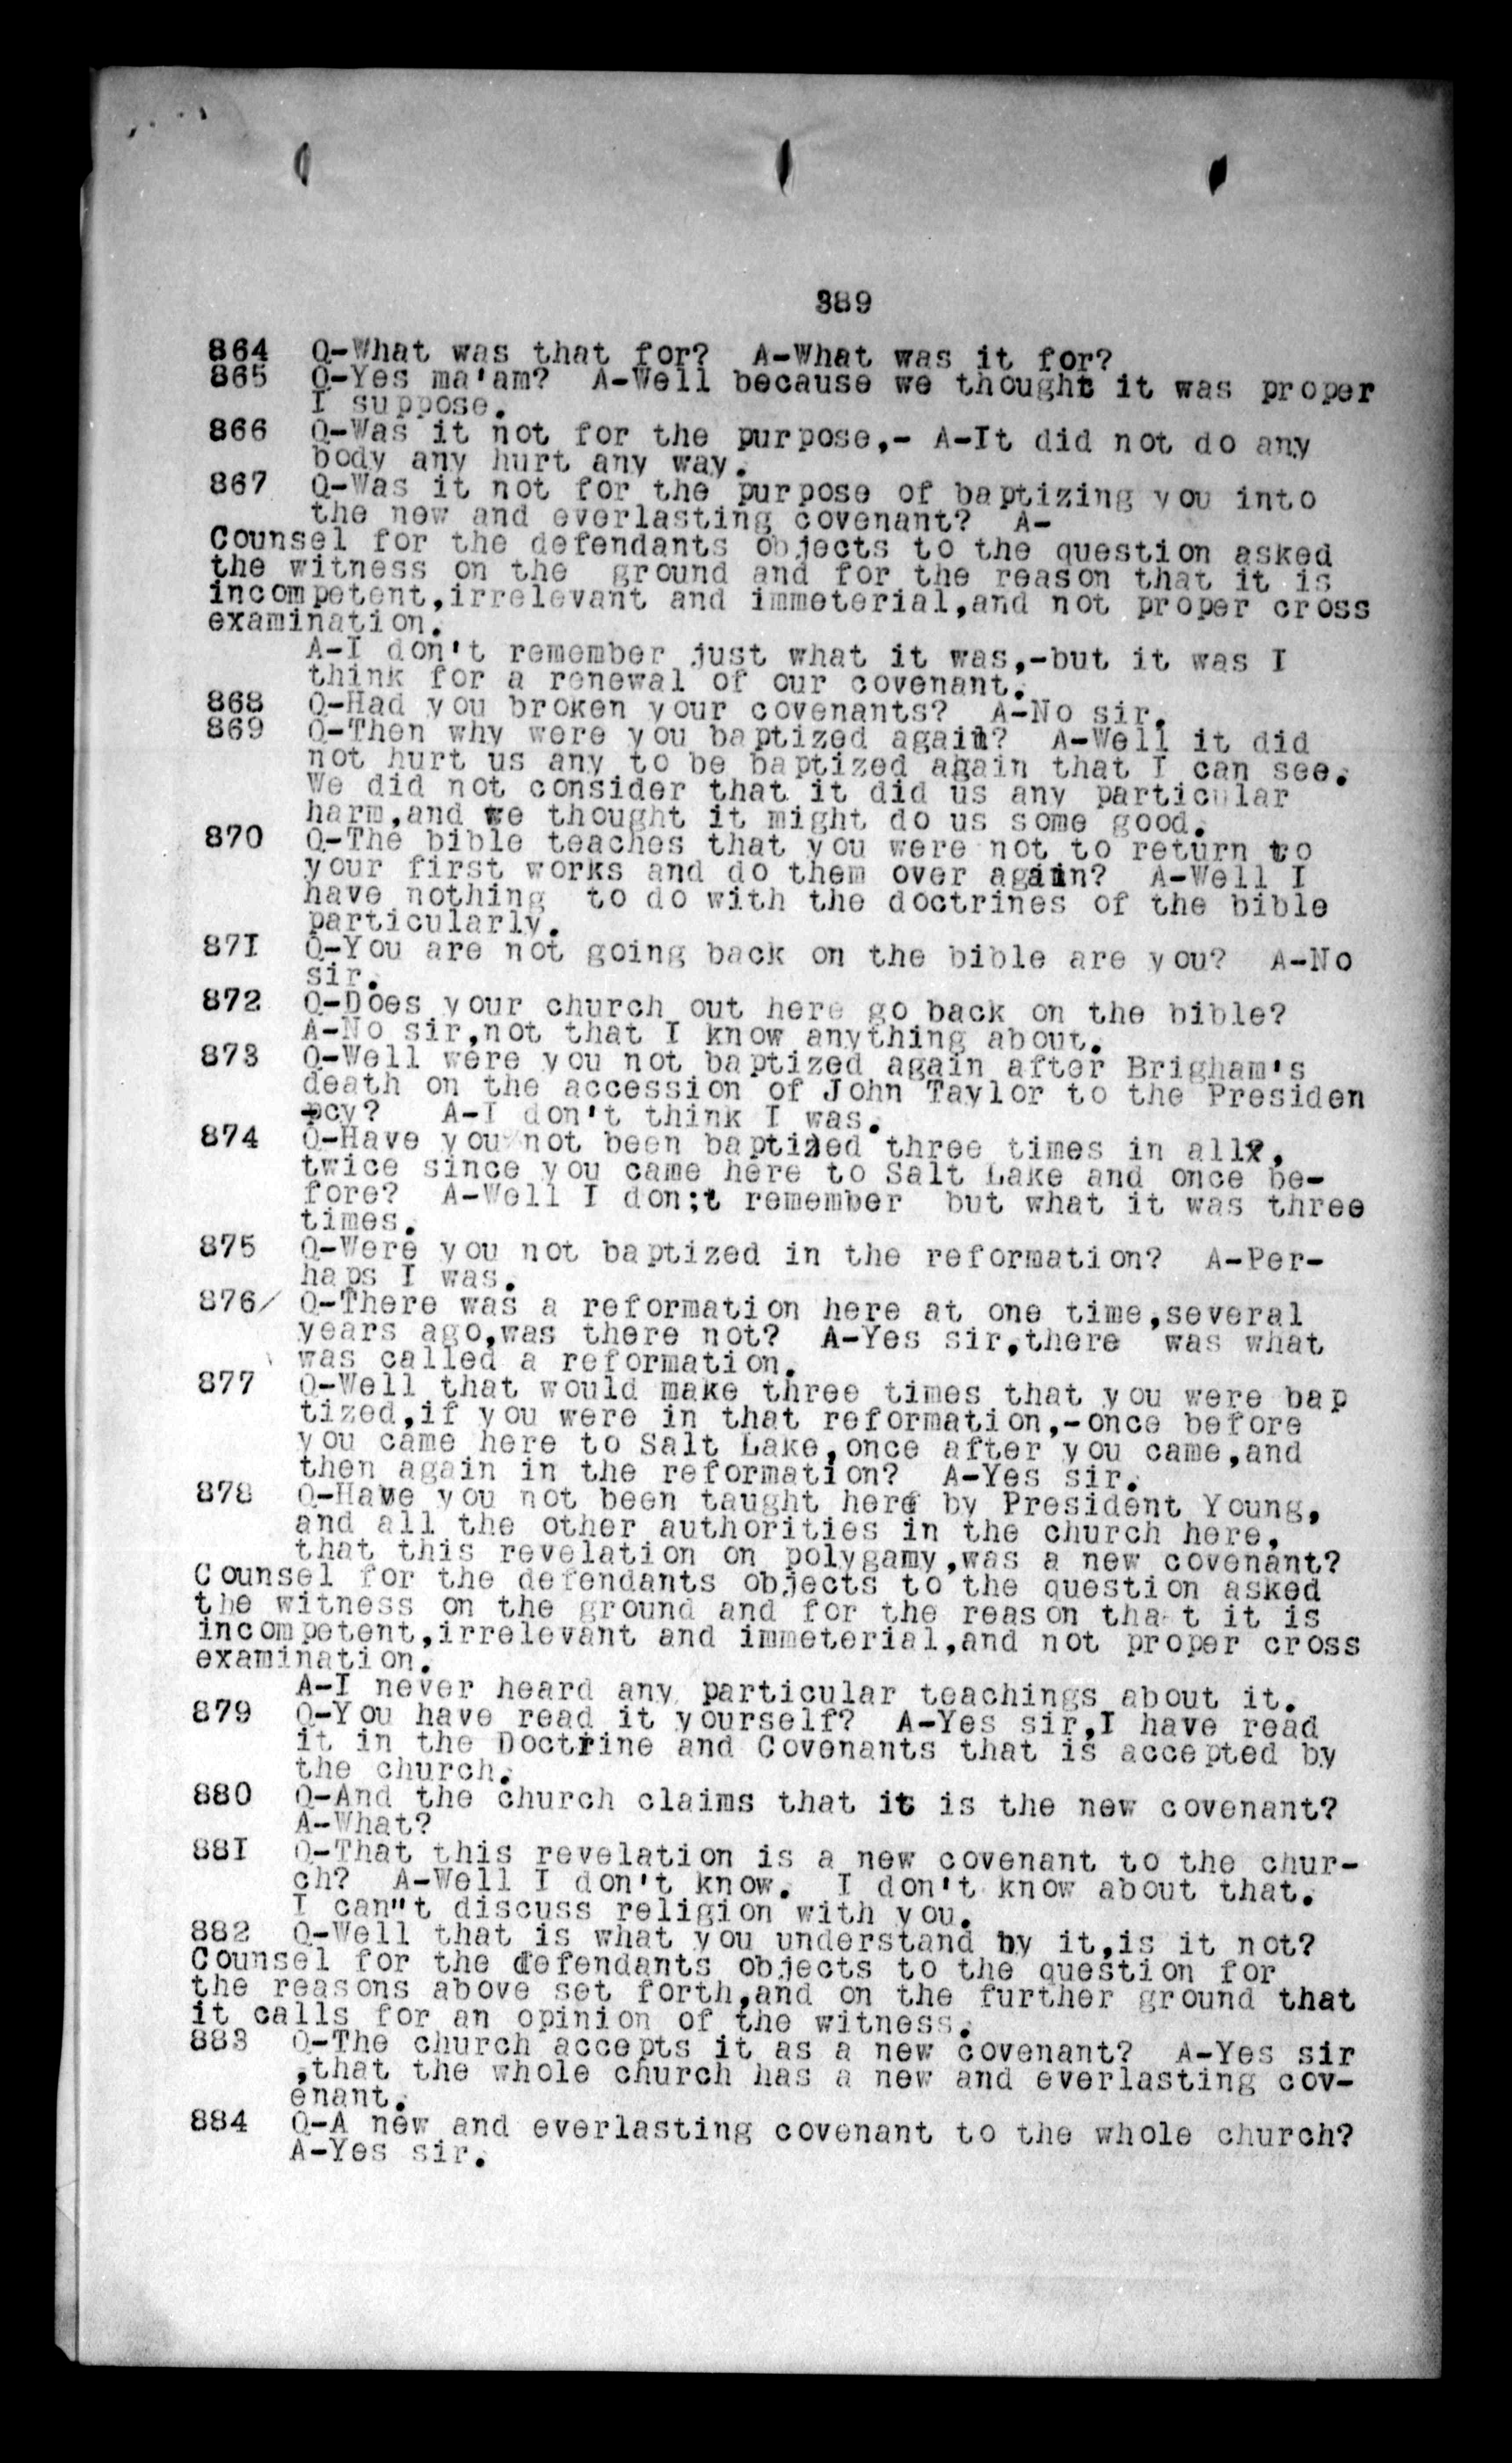 389
864 Q-What was that for? A-What was it for?
865 Q-Yes ma'am? A-Well because we thought it was proper
I suppose.
866 Q-Was it not for the purpose,- A-It did not do any
body any hurt any way.
867 Q-Was it not for the purpose of baptizing you into
the new and everlasting covenant? A-
Counsel for the defendants objects to the question asked
the witness on the ground and for the reason that it is
incompetent,irrelevant and immeterial,and not proper cross
examination.
A-I don't remember just what it was,-but it was I
think for a renewal of our covenant.
868 Q-Had you broken your covenants? A-No sir.
869 Q-Then why were you baptized again? A-Well it did
not hurt us any to be baptized again that I can see.
We did not consider that it did us any particular
harm,and we thought it might do us some good.
870 Q-The bible teaches that you were not to return to
your first works and do them over again? A-Well I
have nothing to do with the doctrines of the bible
particularly.
871 Q-You are not going back on the bible are you? A-No
sir.
872 Q-Does your church out here go back on the bible?
A-No sir,not that I know anything about.
873 Q-Well were you not baptized again after Brigham's
death on the accession of John Taylor to the Presiden
-pcy? A-I don't think I was.
874 Q-Have you not been baptized three times in all,
twice since you came here to Salt Lake and once be-
fore? A-Well I don;t remember but what it was three
times.
875 Q-Were you not baptized in the reformation? A-Per-
haps I was.
876/ Q-There was a reformation here at one time,several
years ago,was there not? A-Yes sir,there was what
was called a reformation.
877 Q-Well that would make three times that you were bap
tized,if you were in that reformation,-once before
you came here to Salt Lake,once after you came,and
then again in the reformation? A-Yes sir.
878 Q-Have you not been taught here by President Young,
and all the other authorities in the church here,
that this revelation on polygamy,was a new covenant?
Counsel for the defendants objects to the question asked
the witness on the ground and for the reason tha t it is
incompetent,irrelevant and immeterial,and not proper cross
examination.
A-I never heard any particular teachings about it.
879 Q-You have read it yourself? A-Yes sir,I have read
it in the Doctrine and Covenants that is accepted by
the church.
880 Q-And the church claims that it is the new covenant?
A-What?
881 Q-That this revelation is a new covenant to the chur-
ch? A-Well I don't know. I don't know about that.
I can"t discuss religion with you.
882 Q-Well that is what you understand by it,is it not?
Counsel for the defendants objects to the question for
the reasons above set forth,and on the further ground that
it calls for an opinion of the witness.
883 Q-The church accepts it as a new covenant? A-Yes sir
,that the whole church has a new and everlasting cov-
enant.
884 Q-A new and everlasting covenant to the whole church?
A-Yes sir.